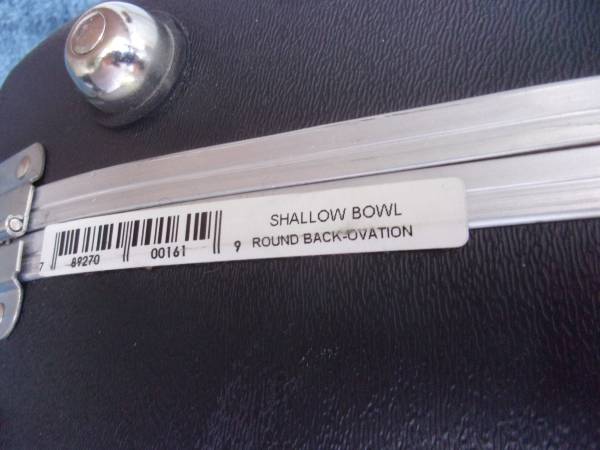 SHALLOW BOWL
ROUND BACK-OVATION
7 89270 00161 9